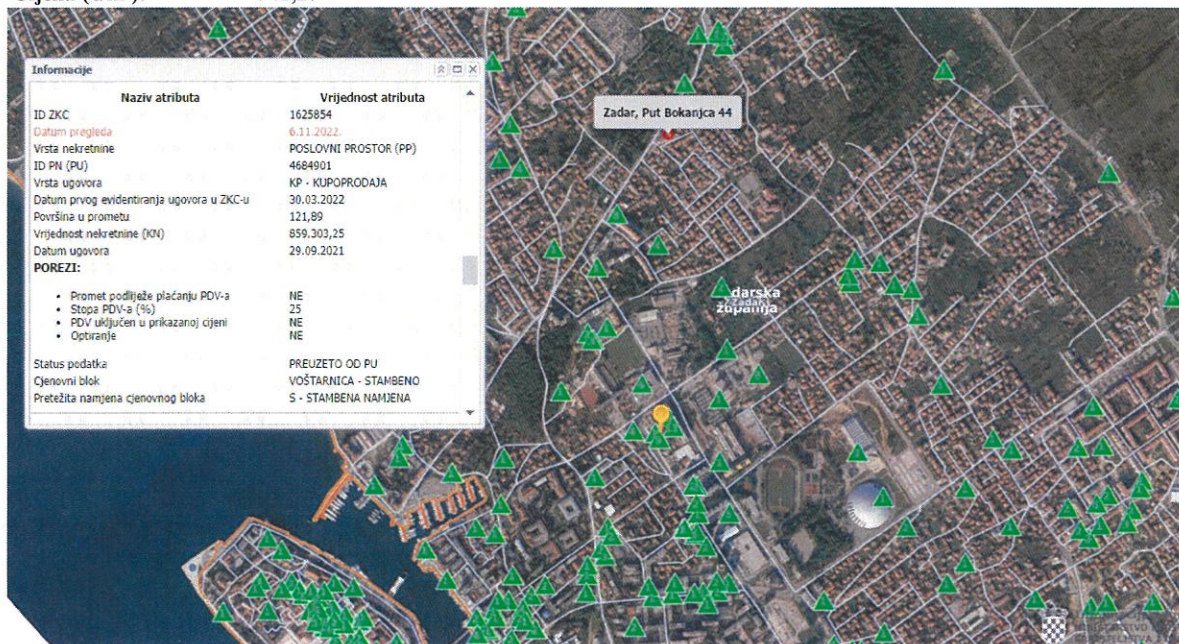 Informacije
Naziv atributa Vrijednost atributa
ID ZKC 1625854
Datum pregleda 6.11.2022.
Vrsta nekretnine POSLOVNI PROSTOR (PP)
ID PN (PU) 4684901
Vrsta ugovora KP - KUPOPRODAJA
Datum prvog evidentiranja ugovora u ZKC-u 30.03.2022
Površina u prometu 121,89
Vrijednost nekretnine (KN) 859.303,25
Datum ugovora 29.09.2021
POREZI:
• Promet podliježe plaćanju PDV-a NE
• Stopa PDV-a (%) 25
• PDV uključen u prikazanoj cijeni NE
• Optiranje NE
Status podatka PREUZETO OD PU
Cjenovni blok VOŠTARNICA - STAMBENO
Pretežita namjena cjenovnog bloka S - STAMBENA NAMJENA
Zadar, Put Bokanjca 44
darska
Zadar
županija